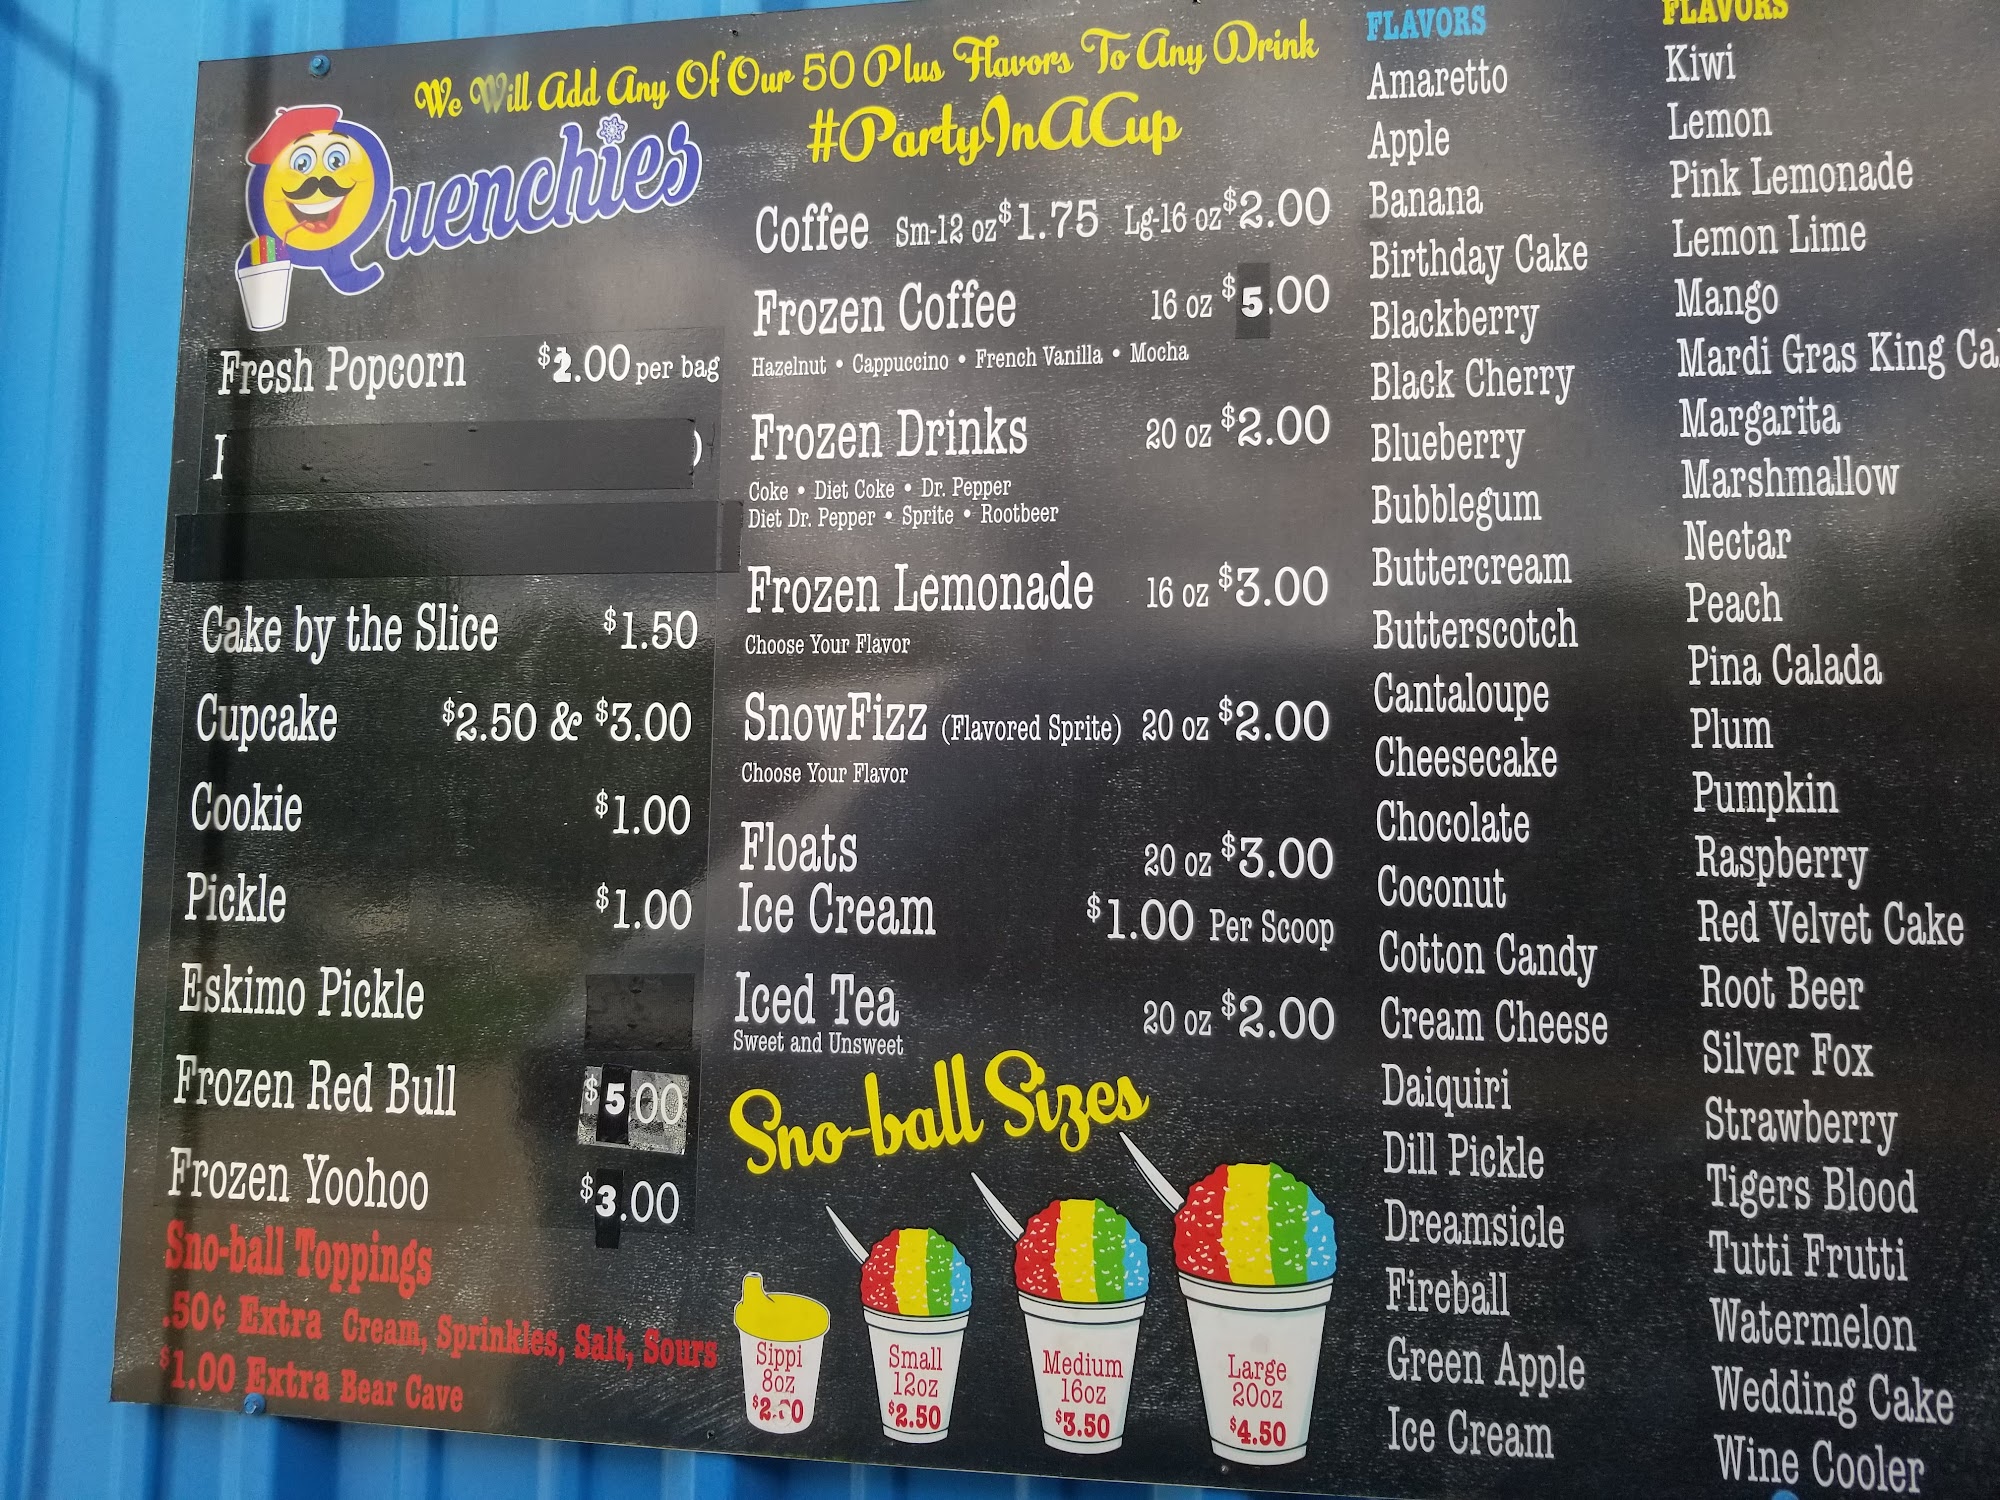 We Will Add Any Of Our 50 Plus Flavors To Any Drink
#PartyInACup
Quenchies
Fresh Popcorn $2.00 per bag
Cake by the Slice $1.50
Cupcake $2.50 & $3.00
Cookie $1.00
Pickle $1.00
Eskimo Pickle
Frozen Red Bull $5.00
Frozen Yoohoo $3.00
Sno-ball Toppings
.50¢ Extra Cream, Sprinkles, Salt, Sours
$1.00 Extra Bear Cave
Coffee Sm-12 oz $1.75 Lg-16 oz $2.00
Frozen Coffee 16 oz $5.00
Hazelnut • Cappuccino • French Vanilla • Mocha
Frozen Drinks 20 oz $2.00
Coke • Diet Coke • Dr. Pepper
Diet Dr. Pepper • Sprite • Rootbeer
Frozen Lemonade 16 oz $3.00
Choose Your Flavor
SnowFizz (Flavored Sprite) 20 oz $2.00
Choose Your Flavor
Floats 20 oz $3.00
Ice Cream $1.00 Per Scoop
Iced Tea 20 oz $2.00
Sweet and Unsweet
Sno-ball Sizes
Sippi
8oz
Small
12oz
$2.50
Medium
16oz
$3.50
Large
20oz
$4.50
FLAVORS
Amaretto
Apple
Banana
Birthday Cake
Blackberry
Black Cherry
Blueberry
Bubblegum
Buttercream
Butterscotch
Cantaloupe
Cheesecake
Chocolate
Coconut
Cotton Candy
Cream Cheese
Daiquiri
Dill Pickle
Dreamsicle
Fireball
Green Apple
Ice Cream
FLAVORS
Kiwi
Lemon
Pink Lemonade
Lemon Lime
Mango
Mardi Gras King
Margarita
Marshmallow
Nectar
Peach
Pina Calada
Plum
Pumpkin
Raspberry
Red Velvet Cake
Root Beer
Silver Fox
Strawberry
Tigers Blood
Tutti Frutti
Watermelon
Wedding Cake
Wine Cooler